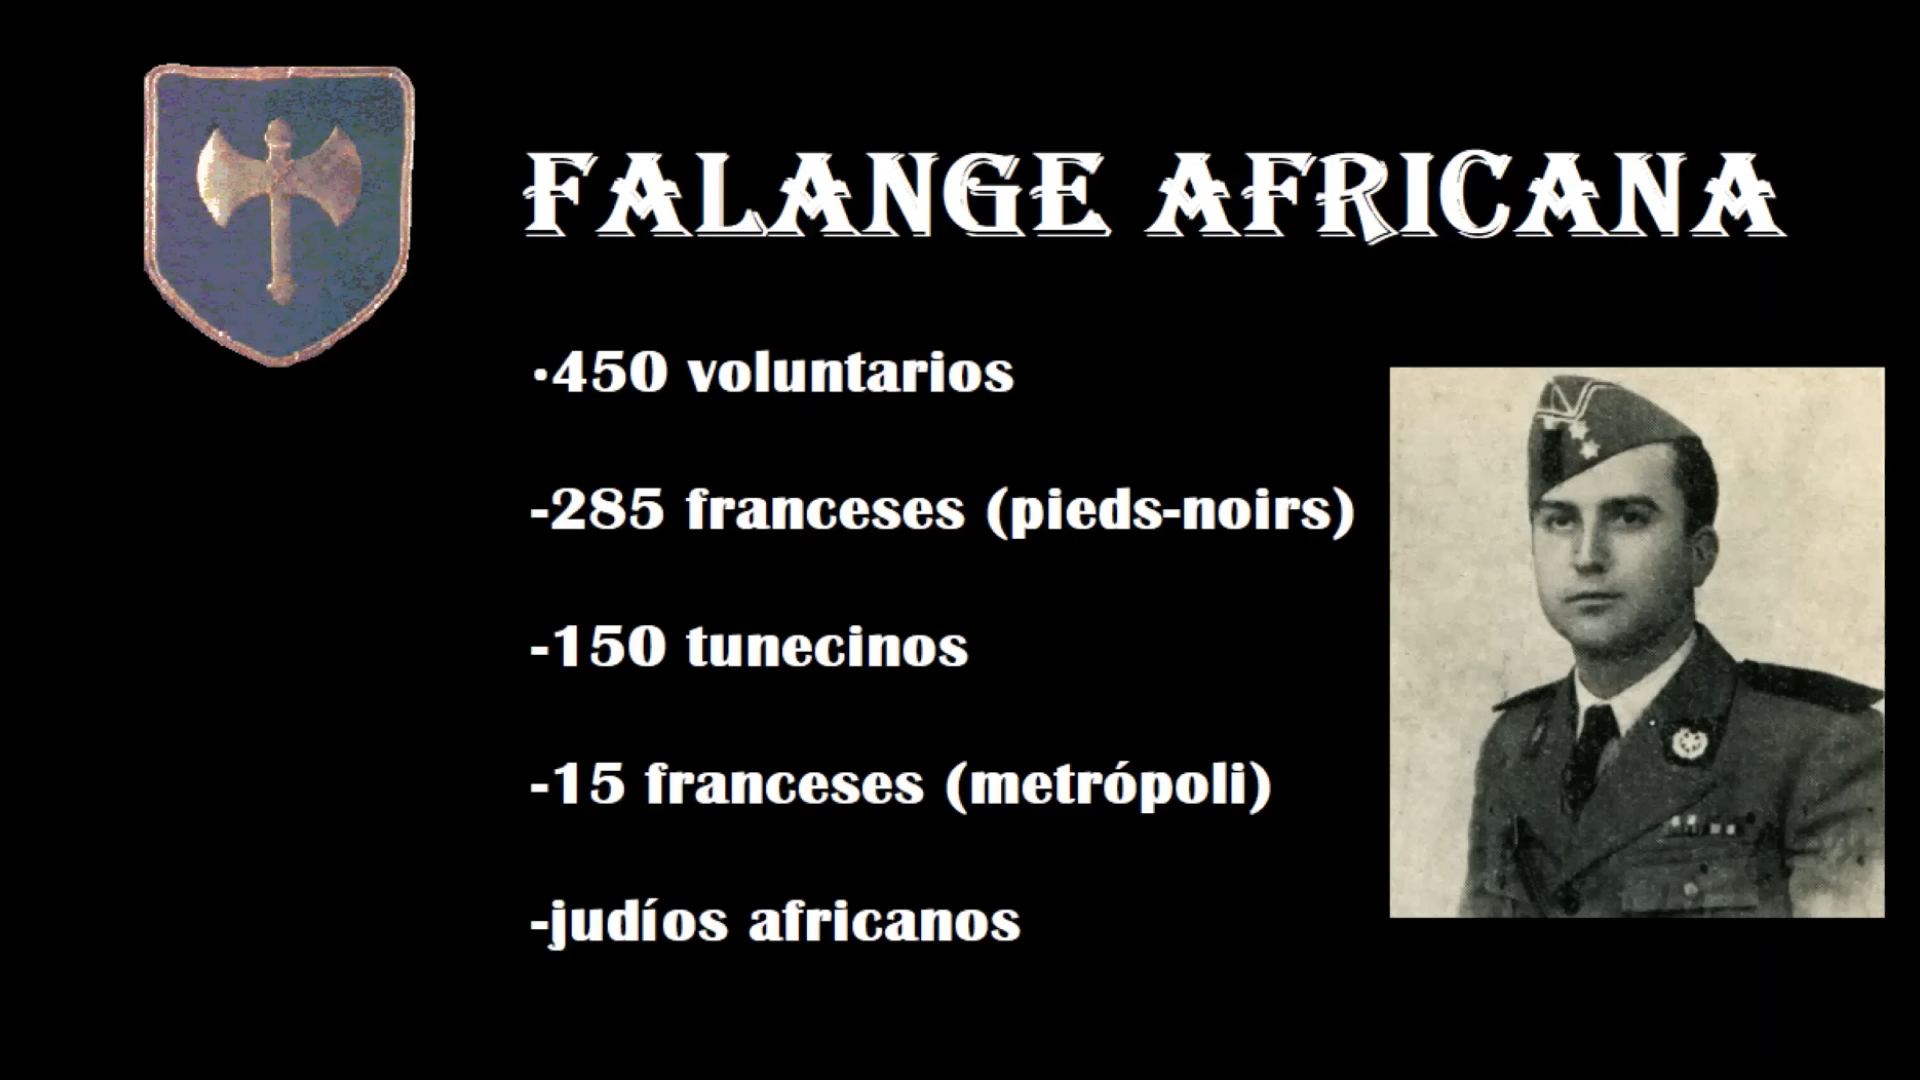 FALANGE AFRICANA
·450 voluntarios
-285 franceses (pieds-noirs)
-150 tunecinos
-15 franceses (metrópoli)
-judíos africanos